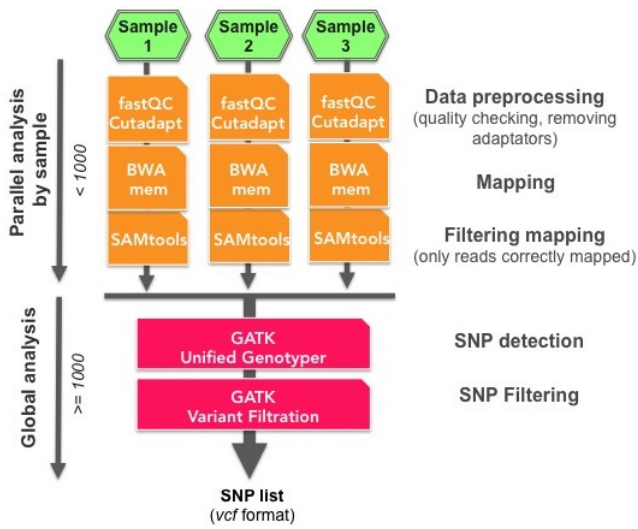 Sample
1
Sample
2
Sample
3
Parallel analysis
by sample
< 1000
fastQC
Cutadapt
fastQC
Cutadapt
fastQC
Cutadapt
Data preprocessing
(quality checking, removing
adaptators)
BWA
mem
BWA
mem
BWA
mem
Mapping
SAMtools
SAMtools
SAMtools
Filtering mapping
(only reads correctly mapped)
Global analysis
>= 1000
GATK
Unified Genotyper
SNP detection
GATK
Variant Filtration
SNP Filtering
SNP list
(vcf format)